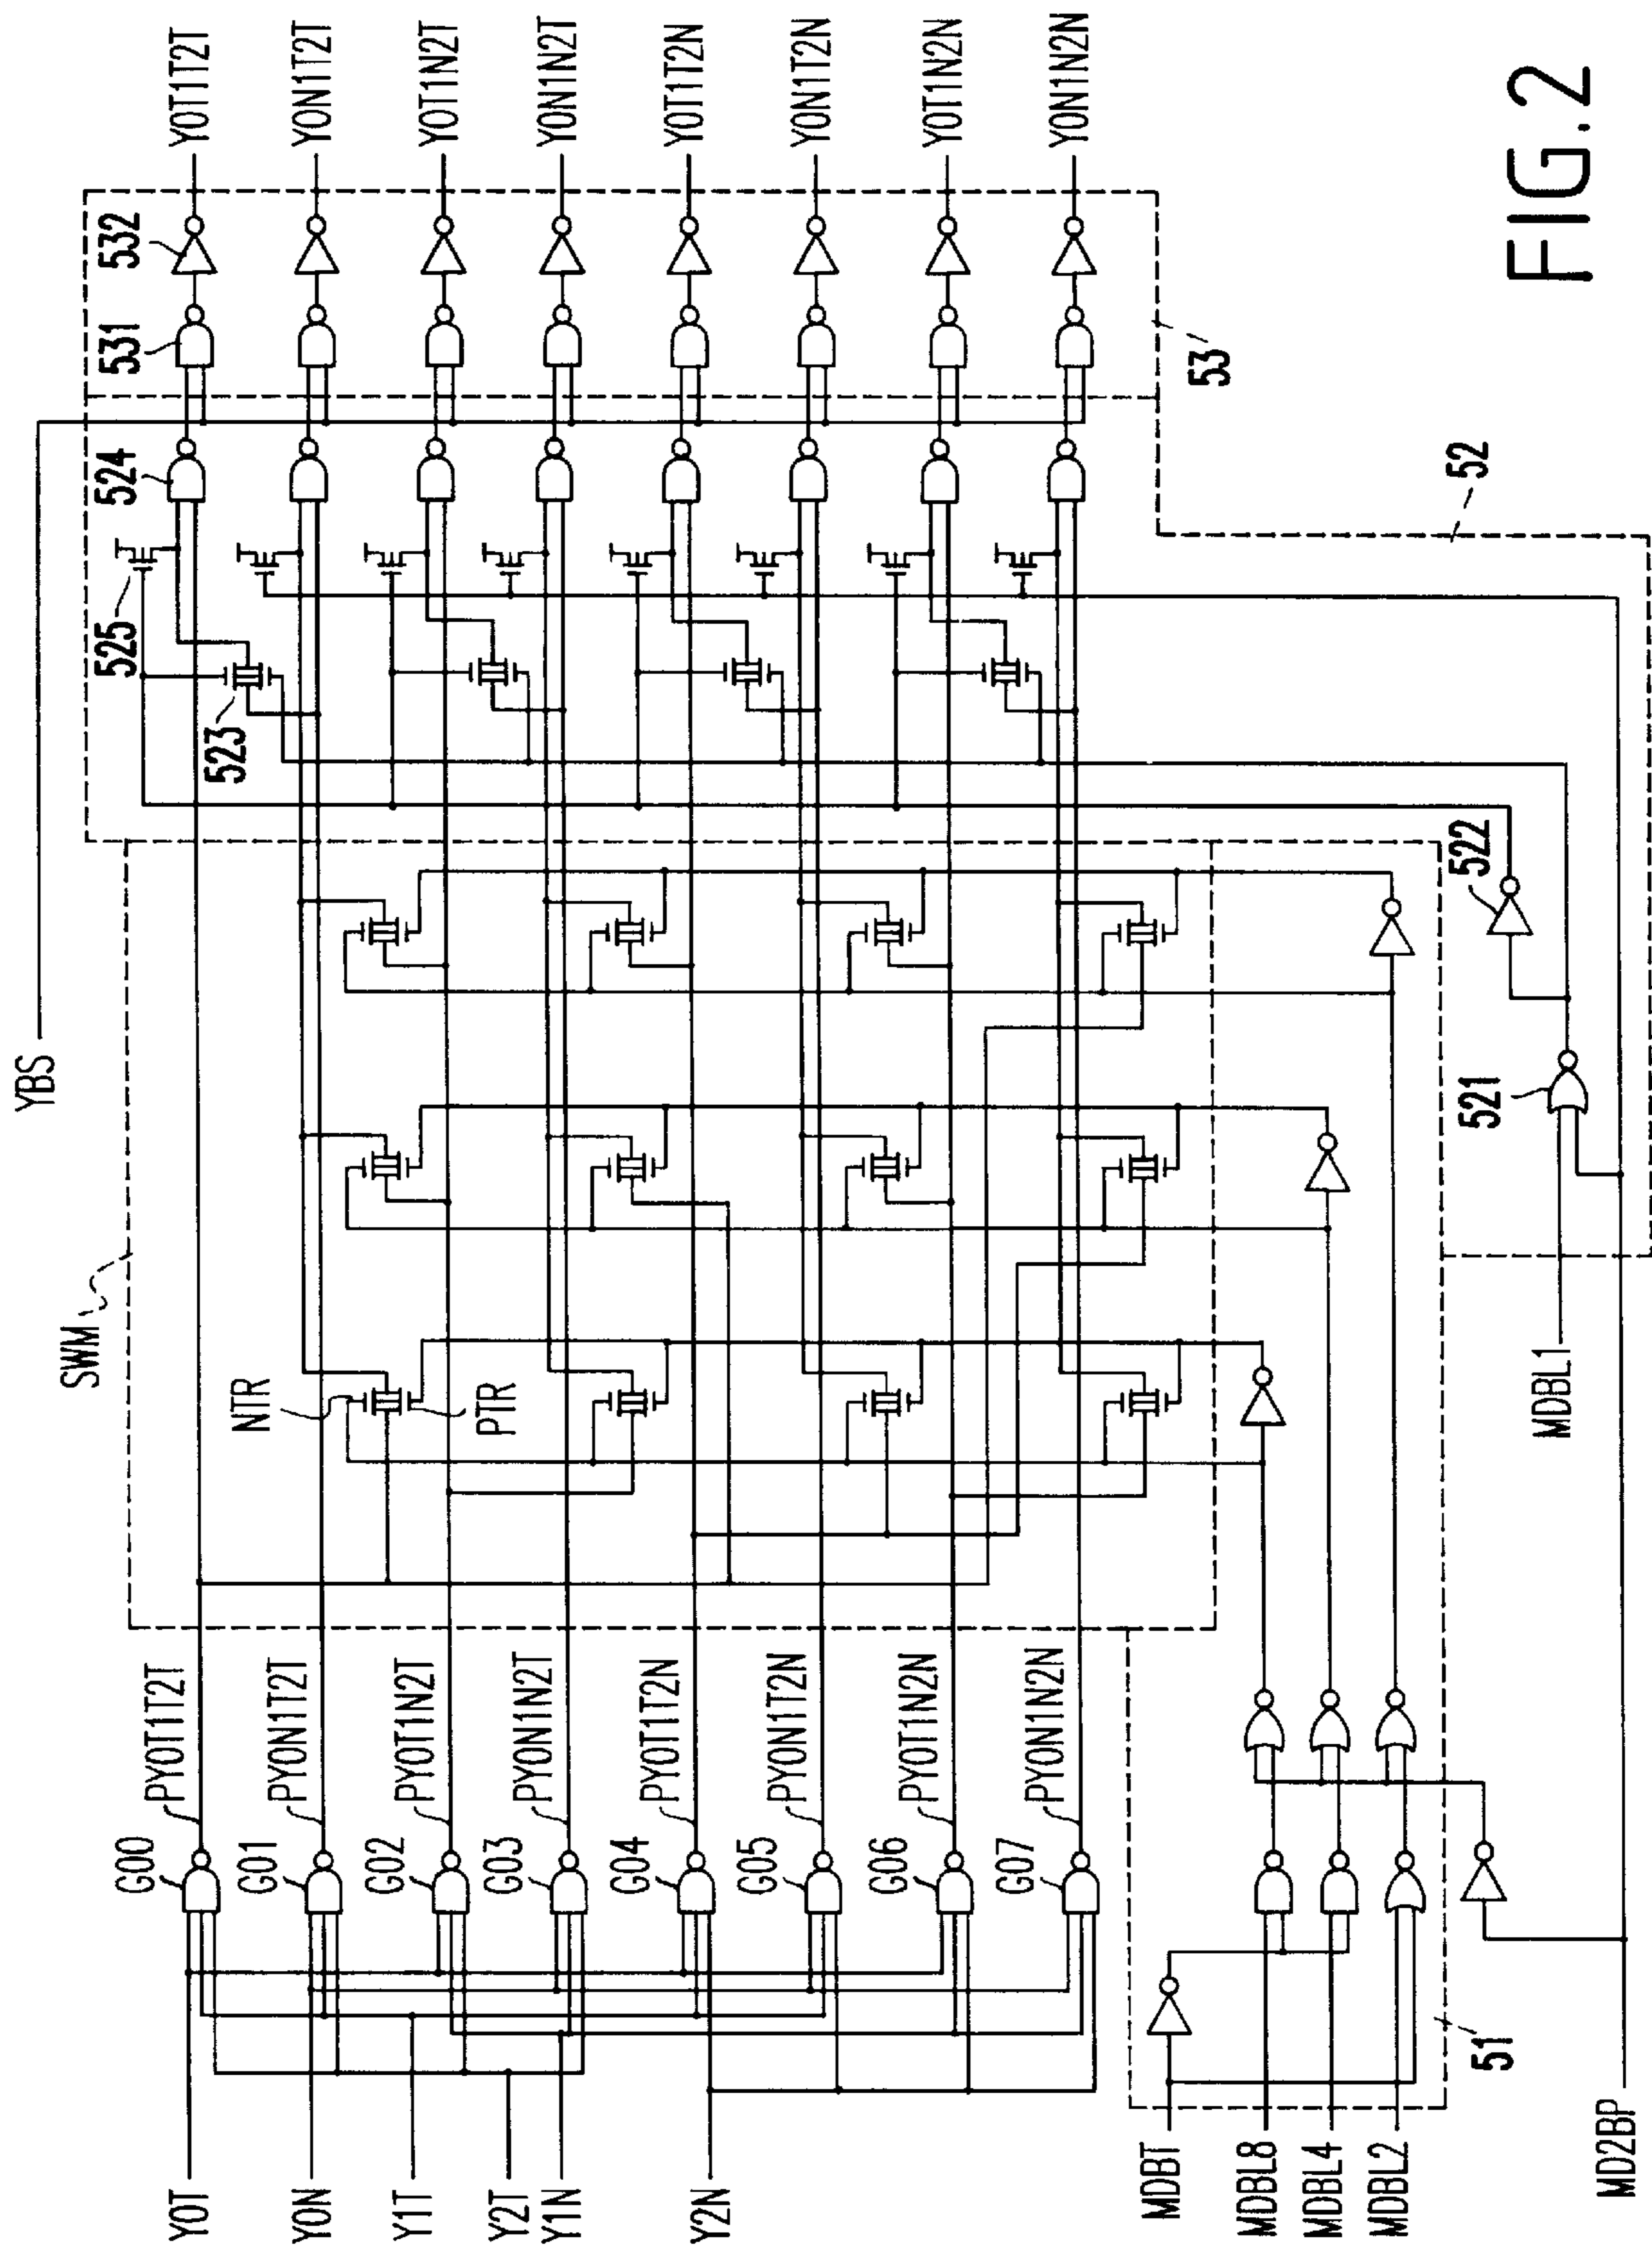 YBS
SWM
532
531
524
525
523
NTR
PTR
Y0T1T2T
Y0N1T2T
Y0T1N2T
Y0N1N2T
Y0T1T2N
Y0N1T2N
Y0T1N2N
Y0N1N2N
53
52
522
521
MDBL1
G00
PY0T1T2T
G01
PY0N1T2T
G02
PY0T1N2T
G03
PY0N1N2T
G04
PY0T1T2N
G05
PY0N1T2N
G06
PY0T1N2N
G07
PY0N1N2N
Y0T
Y0N
Y1T
Y2T
Y1N
Y2N
MDBT
MDBL8
MDBL4
MDBL2
51
MD2BP
FIG.2